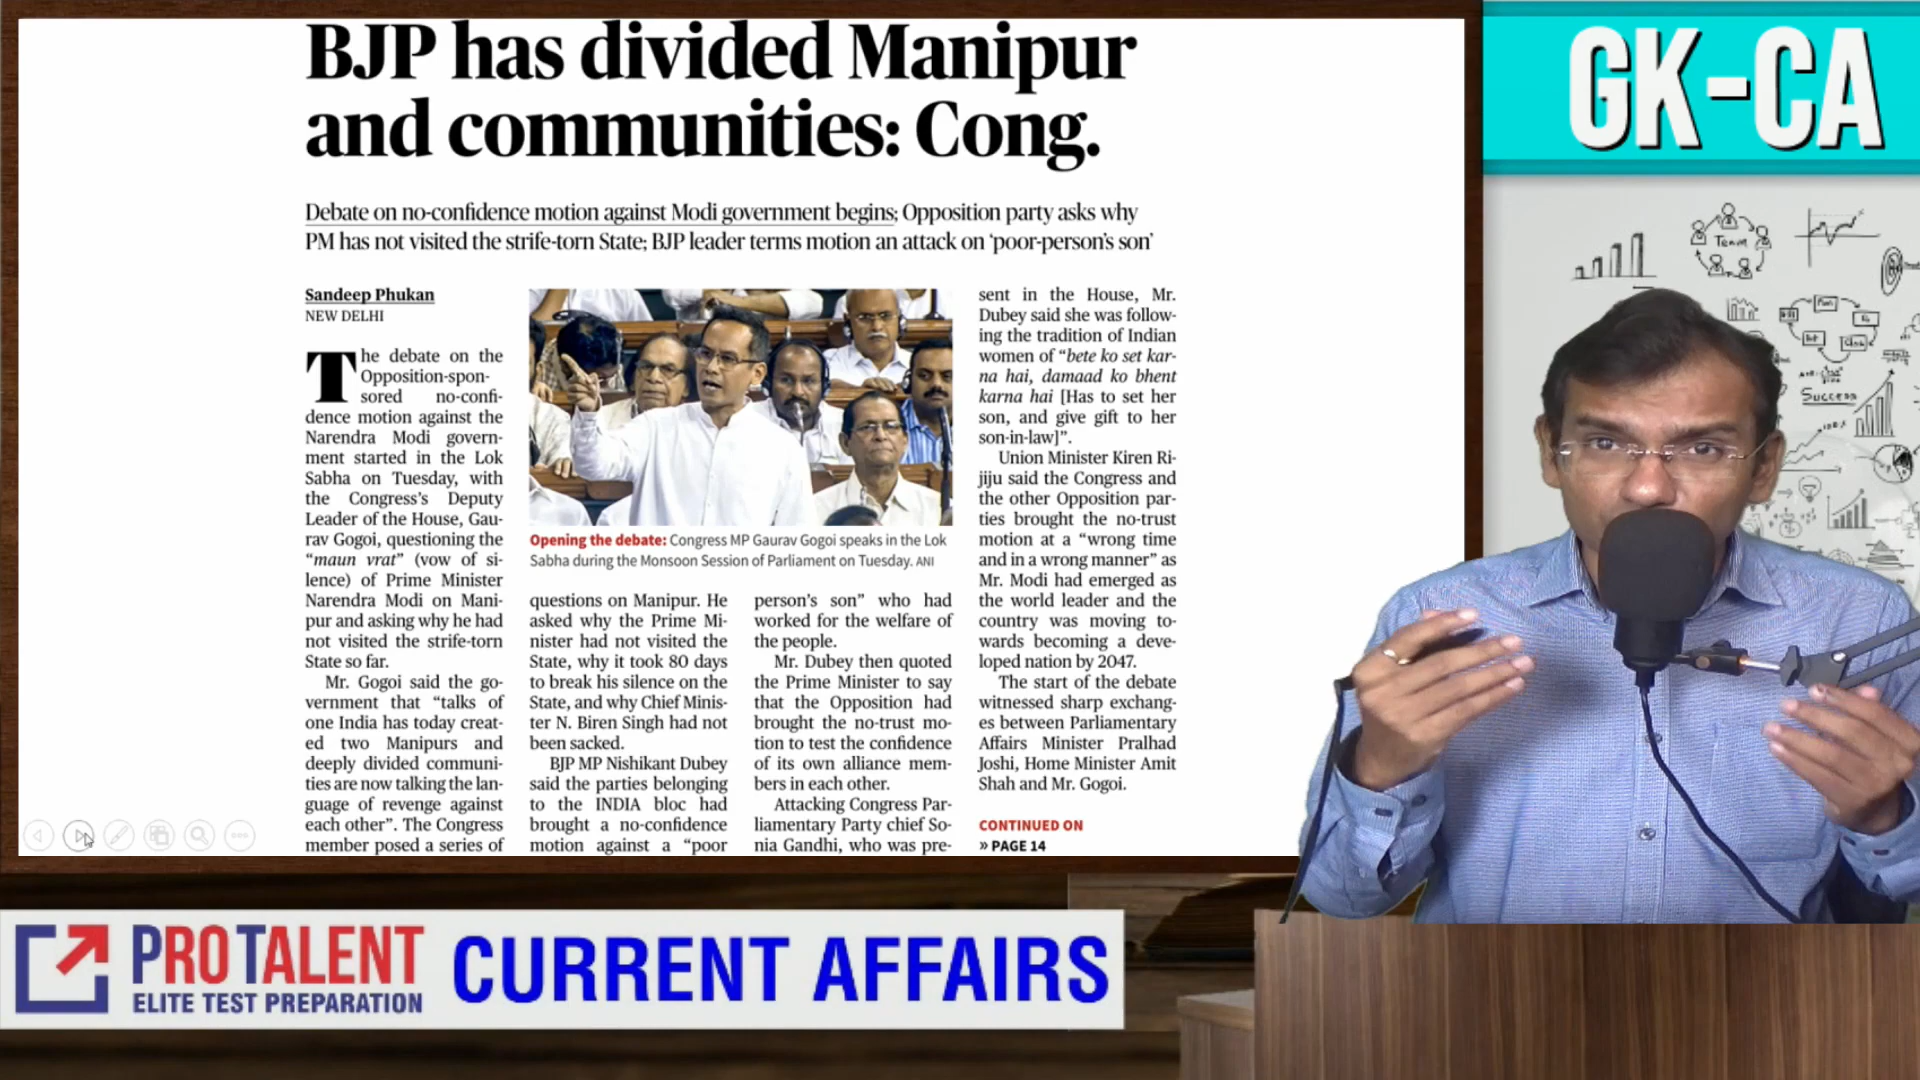 BJP has divided Manipur
and communities: Cong.
Debate on no-confidence motion against Modi government begins; Opposition party asks why
PM has not visited the strife-torn State; BJP leader terms motion an attack on ‘poor-person’s son’
Sandeep Phukan
NEW DELHI
The debate on the
Opposition-spon-
sored no-confi-
dence motion against the
Narendra Modi govern-
ment started in the Lok
Sabha on Tuesday, with
the Congress’s Deputy
Leader of the House, Gau-
rav Gogoi, questioning the
“maun vrat” (vow of si-
lence) of Prime Minister
Narendra Modi on Mani-
pur and asking why he had
not visited the strife-torn
State so far.
Mr. Gogoi said the go-
vernment that “talks of
one India has today creat-
ed two Manipurs and
deeply divided communi-
ties are now talking the lan-
guage of revenge against
each other”. The Congress
member posed a series of
Opening the debate: Congress MP Gaurav Gogoi speaks in the Lok
Sabha during the Monsoon Session of Parliament on Tuesday. ANI
questions on Manipur. He
asked why the Prime Mi-
nister had not visited the
State, why it took 80 days
to break his silence on the
State, and why Chief Minis-
ter N. Biren Singh had not
been sacked.
BJP MP Nishikant Dubey
said the parties belonging
to the INDIA bloc had
brought a no-confidence
motion against a “poor
person’s son” who had
worked for the welfare of
the people.
Mr. Dubey then quoted
the Prime Minister to say
that the Opposition had
brought the no-trust mo-
tion to test the confidence
of its own alliance mem-
bers in each other.
Attacking Congress Par-
liamentary Party chief So-
nia Gandhi, who was pre-
sent in the House, Mr.
Dubey said she was follow-
ing the tradition of Indian
women of “bete ko set kar-
na hai, damaad ko bhent
karna hai [Has to set her
son, and give gift to her
son-in-law]”.
Union Minister Kiren Ri-
jiju said the Congress and
the other Opposition par-
ties brought the no-trust
motion at a “wrong time
and in a wrong manner” as
Mr. Modi had emerged as
the world leader and the
country was moving to-
wards becoming a deve-
loped nation by 2047.
The start of the debate
witnessed sharp exchang-
es between Parliamentary
Affairs Minister Pralhad
Joshi, Home Minister Amit
Shah and Mr. Gogoi.
CONTINUED ON
» PAGE 14
GK-CA
Team
Success
PROTALENT
ELITE TEST PREPARATION
CURRENT AFFAIRS